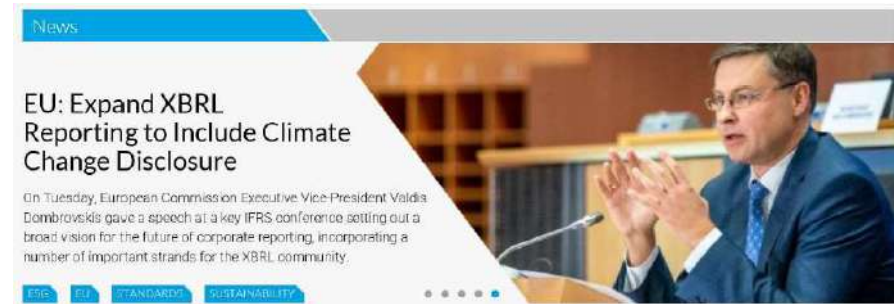 News
EU: Expand XBRL
Reporting to Include Climate
Change Disclosure
On Tuesday, European Commission Executive Vice-President Valdis
Dombrovskis gave a speech at a key IFRS conference setting out a
broad vision for the future of corporate reporting, incorporating a
number of important strands for the XBRL community.
ESG EU STANDARDS SUSTAINABILITY